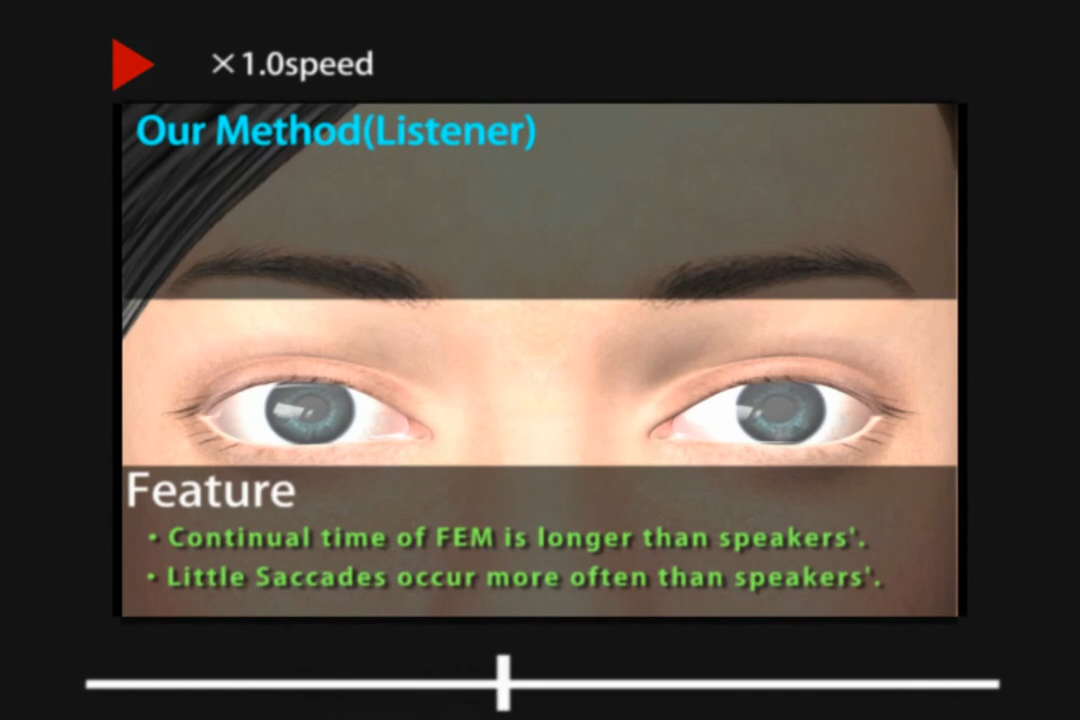 ×1.0speed
Our Method(Listener)
Feature
・Continual time of FEM is longer than speakers'.
・Little Saccades occur more often than speakers'.